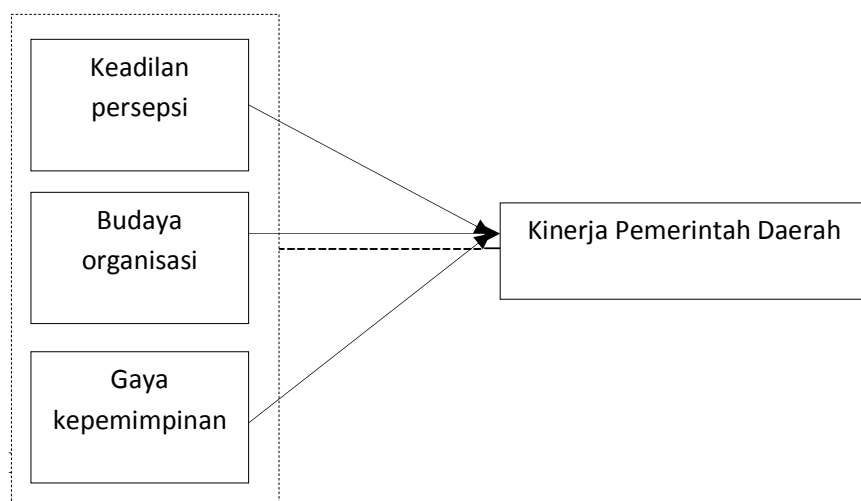 Keadilan
persepsi
Budaya
organisasi
Kinerja Pemerintah Daerah
Gaya
kepemimpinan